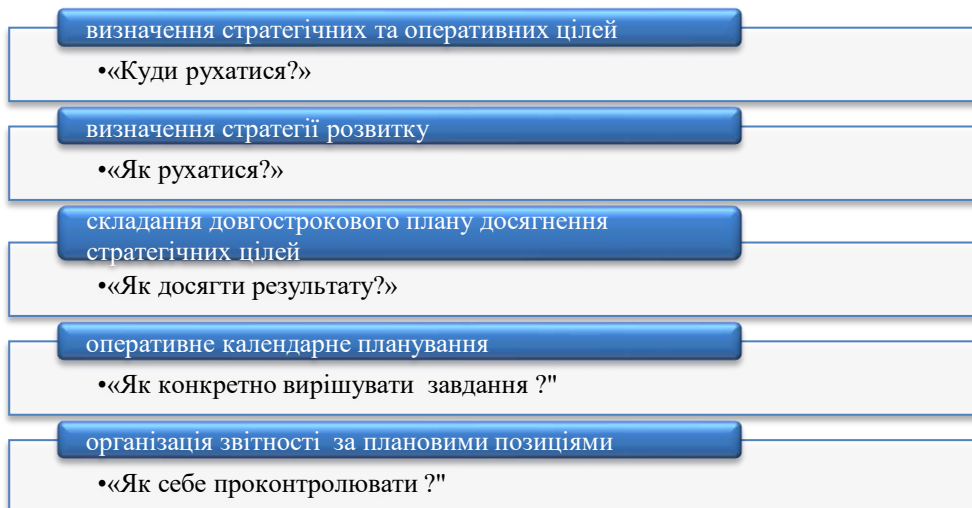 визначення стратегічних та оперативних цілей
•«Куди рухатися?»
визначення стратегії розвитку
•«Як рухатися?»
складання довгострокового плану досягнення
стратегічних цілей
•«Як досягти результату?»
оперативне календарне планування
•«Як конкретно вирішувати  завдання ?"
організація звітності  за плановими позиціями
•«Як себе проконтролювати ?"